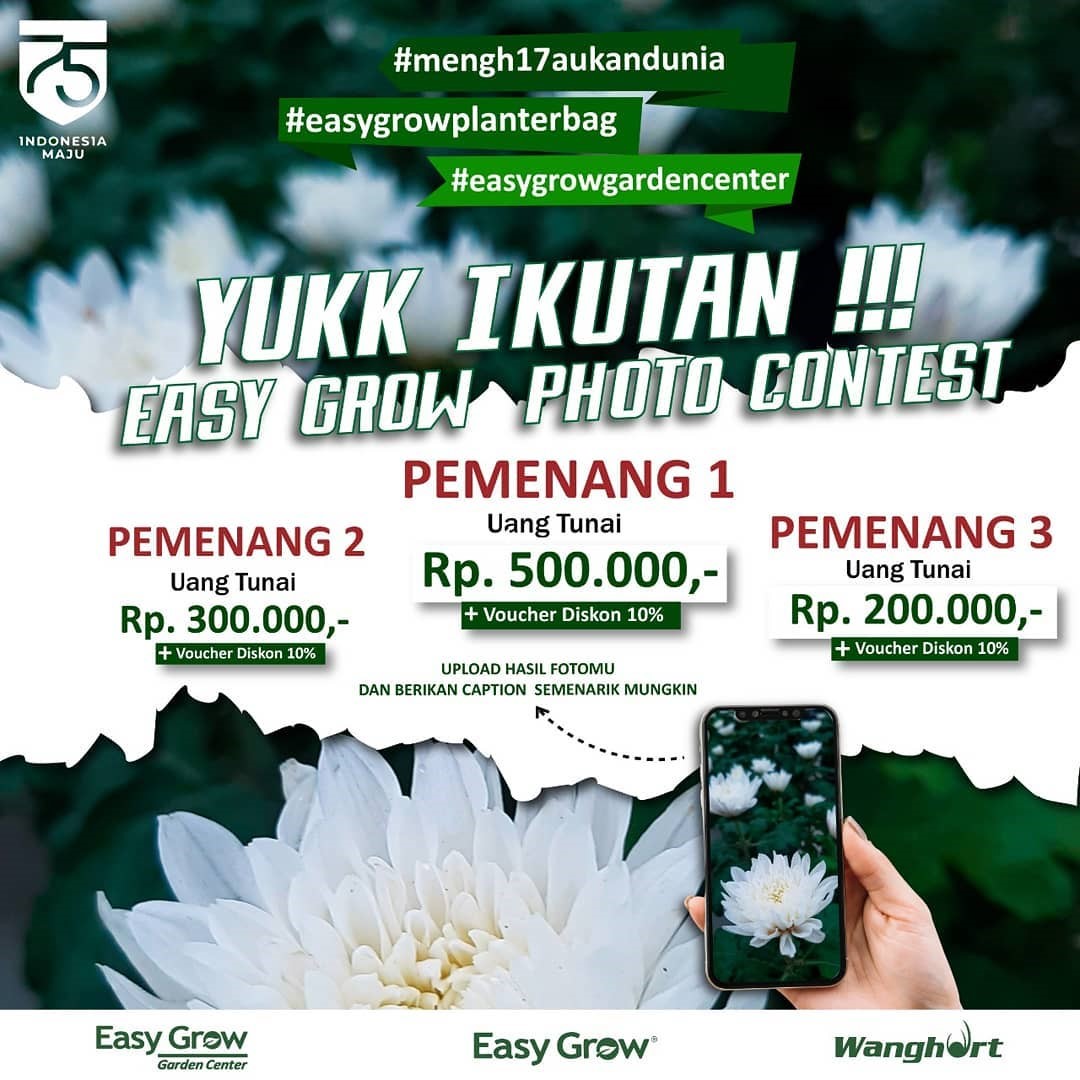 75
1NDONES1A
MAJU
#mengh17aukandunia
#easygrowplanterbag
#easygrowgardencenter
YUKK IKUTAN !!!
EASY GROW PHOTO CONTEST
PEMENANG 1
Uang Tunai
Rp. 500.000,-
+ Voucher Diskon 10%
PEMENANG 2
Uang Tunai
Rp. 300.000,-
+ Voucher Diskon 10%
PEMENANG 3
Uang Tunai
Rp. 200.000,-
+ Voucher Diskon 10%
UPLOAD HASIL FOTOMU
DAN BERIKAN CAPTION SEMENARIK MUNGKIN
Easy Grow
Garden Center
Easy Grow®
Wanghort